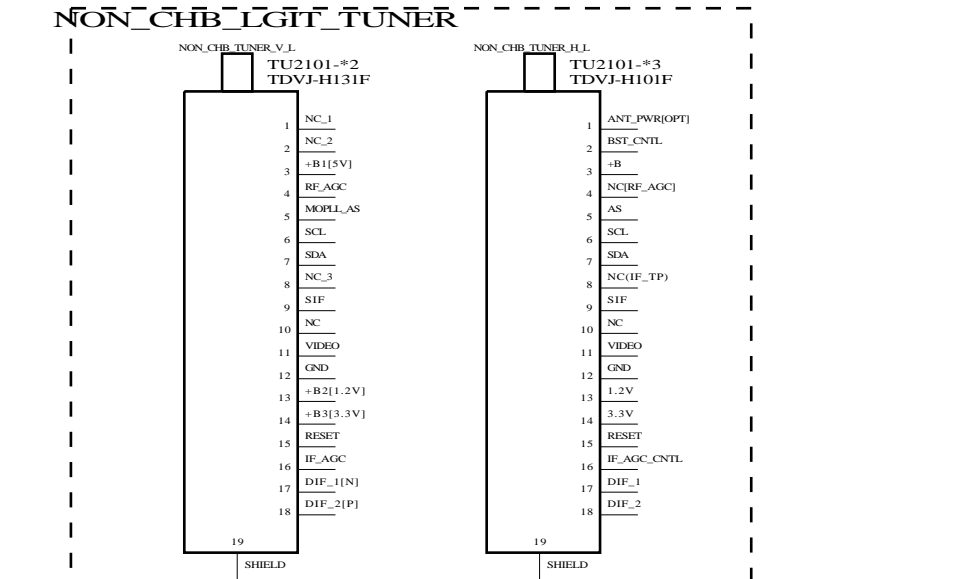 NON_CHB_LGIT_TUNER
NON_CHB_TUNER_V_L
TU2101-*2
TDVJ-H131F
1 NC_1
2 NC_2
3 +B1[5V]
4 RF_AGC
5 MOPLL_AS
6 SCL
7 SDA
8 NC_3
9 SIF
10 NC
11 VIDEO
12 GND
13 +B2[1.2V]
14 +B3[3.3V]
15 RESET
16 IF_AGC
17 DIF_1[N]
18 DIF_2[P]
19
SHIELD
NON_CHB_TUNER_H_L
TU2101-*3
TDVJ-H101F
1 ANT_PWR[OPT]
2 BST_CNTL
3 +B
4 NC[RF_AGC]
5 AS
6 SCL
7 SDA
8 NC(IF_TP)
9 SIF
10 NC
11 VIDEO
12 GND
13 1.2V
14 3.3V
15 RESET
16 IF_AGC_CNTL
17 DIF_1
18 DIF_2
19
SHIELD